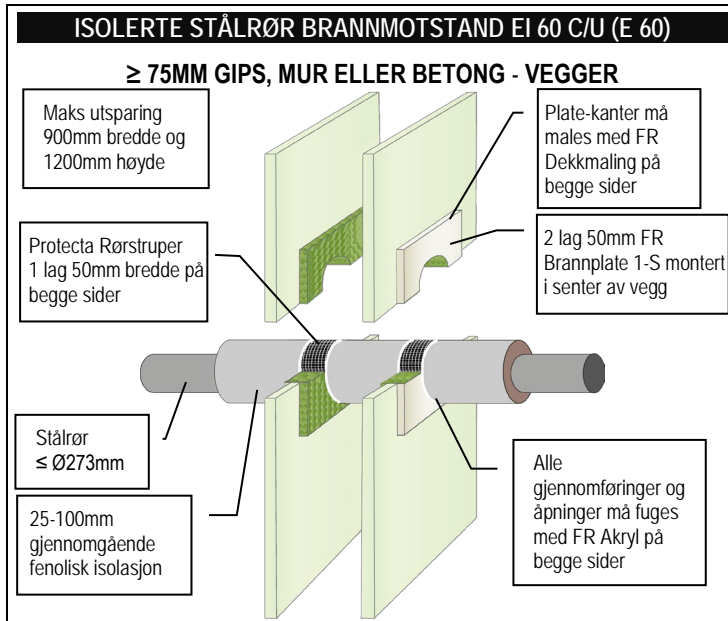 ISOLERTE STÅLRØR BRANNMOTSTAND EI 60 C/U (E 60)
≥ 75MM GIPS, MUR ELLER BETONG - VEGGER
Maks utsparing
900mm bredde og
1200mm høyde
Plate-kanter må
males med FR
Dekkmaling på
begge sider
Protecta Rørstruper
1 lag 50mm bredde på
begge sider
2 lag 50mm FR
Brannplate 1-S montert
i senter av vegg
Stålrør
≤ Ø273mm
25-100mm
gjennomgående
fenolisk isolasjon
Alle
gjennomføringer og
åpninger må fuges
med FR Akryl på
begge sider